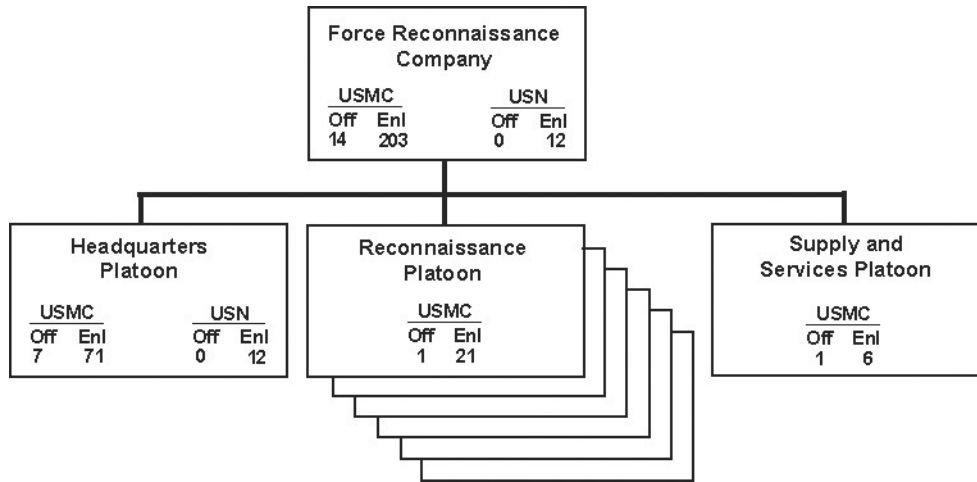 Force Reconnaissance
Company
USMC USN
Off Enl Off Enl
14 203 0 12
Headquarters
Platoon
USMC USN
Off Enl Off Enl
7 71 0 12
Reconnaissance
Platoon
USMC
Off Enl
1 21
Supply and
Services Platoon
USMC
Off Enl
1 6